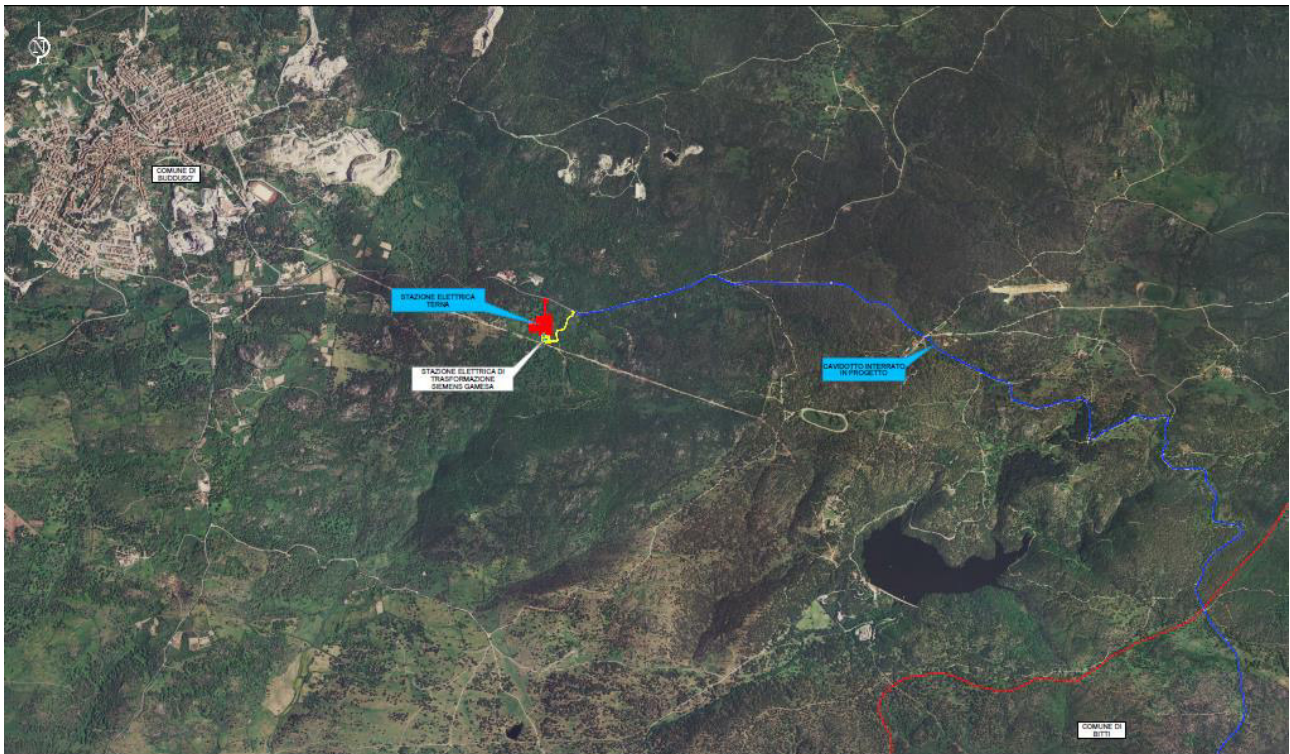 N
COMUNE DI
BUDDUSO'
STAZIONE ELETTRICA
TERNA
STAZIONE ELETTRICA DI
TRASFORMAZIONE
SIEMENS GAMESA
CAVIDOTTO INTERRATO
IN PROGETTO
COMUNE DI
BITTI